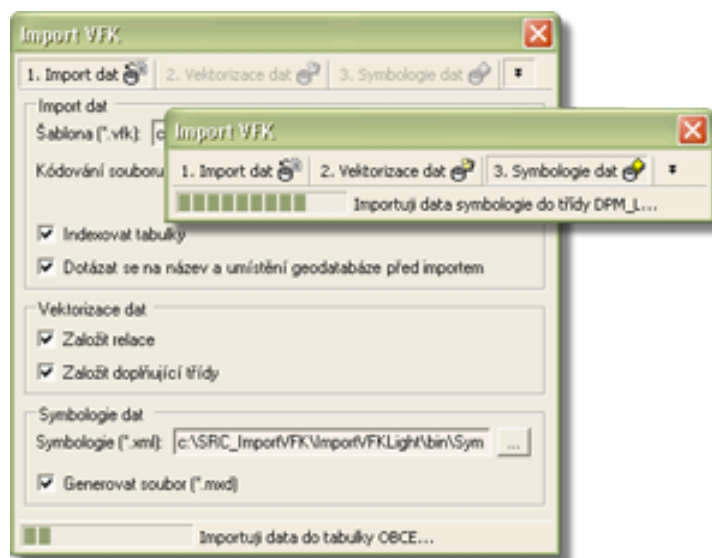 Import VFK
1. Import dat 2. Vektorizace dat 3. Symbologie dat
Import dat
Šablona (*.vfk): c
Kódování souboru
Import VFK
1. Import dat 2. Vektorizace dat 3. Symbologie dat
Importuji data symbologie do třídy DPM_L...
Indexovat tabulky
Dotázat se na název a umístění geodatabáze před importem
Vektorizace dat
Založit relace
Založit doplňující třídy
Symbologie dat
Symbologie (*.xml): c:\SRC_ImportVFK\ImportVFKLight\bin\Sym ...
Generovat soubor (*.mxd)
Importuji data do tabulky OBCE...